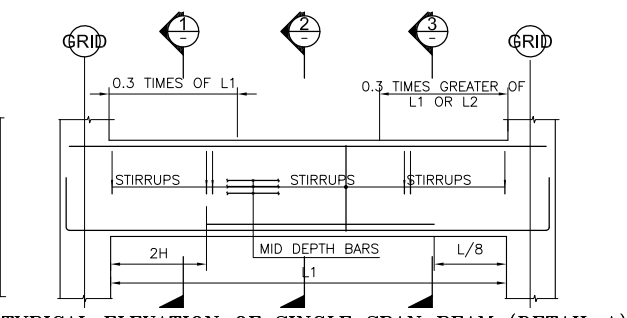 1 2 3
- - -
GRID GRID
0.3 TIMES OF L1
0.3 TIMES GREATER OF
L1 OR L2
STIRRUPS STIRRUPS STIRRUPS
2H MID DEPTH BARS L/8
L1
TYPICAL ELEVATION OF SINGLE SPAN BEAM (DETAIL A)